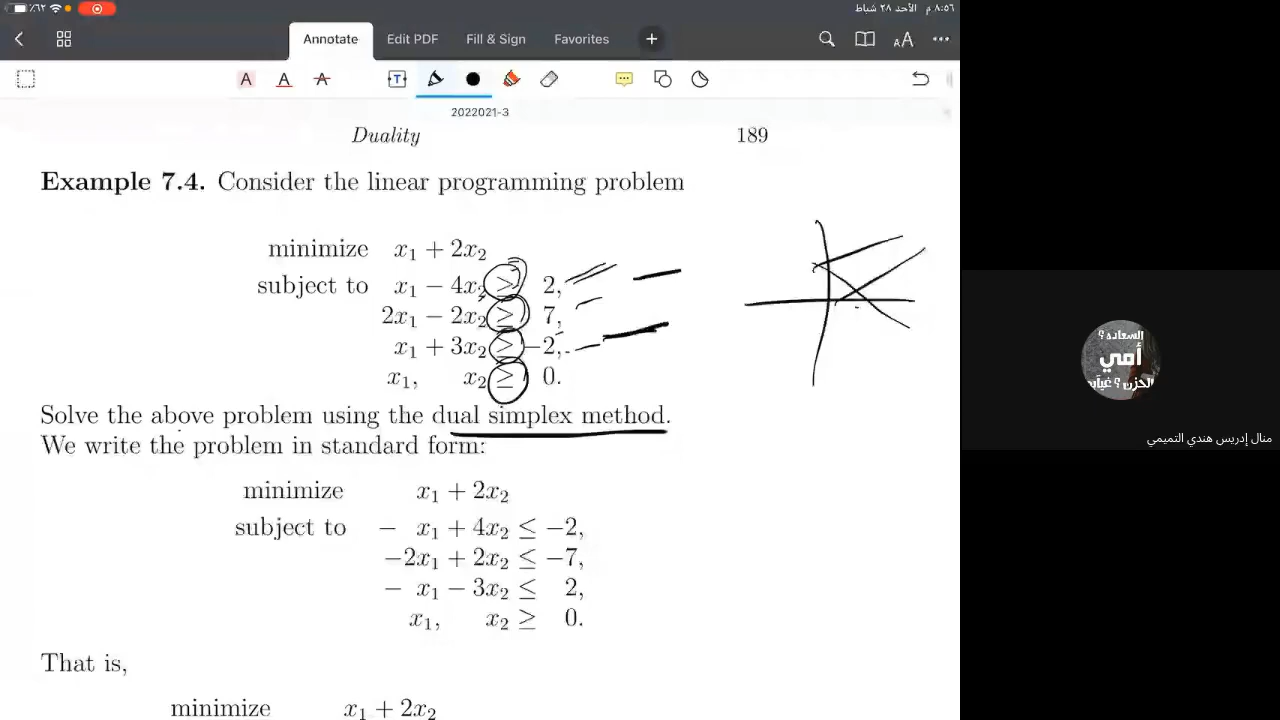 ٪٦٢ ٨:٥٦ م الأحد ٢٨ شباط
Annotate Edit PDF Fill & Sign Favorites
2022021-3
Duality 189
Example 7.4. Consider the linear programming problem
minimize x₁ + 2x₂
subject to x₁ − 4x₂ ≥ 2,
2x₁ − 2x₂ ≥ 7,
x₁ + 3x₂ ≥ −2,
x₁, x₂ ≥ 0.
Solve the above problem using the dual simplex method.
We write the problem in standard form:
minimize x₁ + 2x₂
subject to − x₁ + 4x₂ ≤ −2,
−2x₁ + 2x₂ ≤ −7,
− x₁ − 3x₂ ≤ 2,
x₁, x₂ ≥ 0.
That is,
minimize x₁ + 2x₂
السعادة ؟
أمي
الحزن ؟ غيابه
منال إدريس هندي التميمي